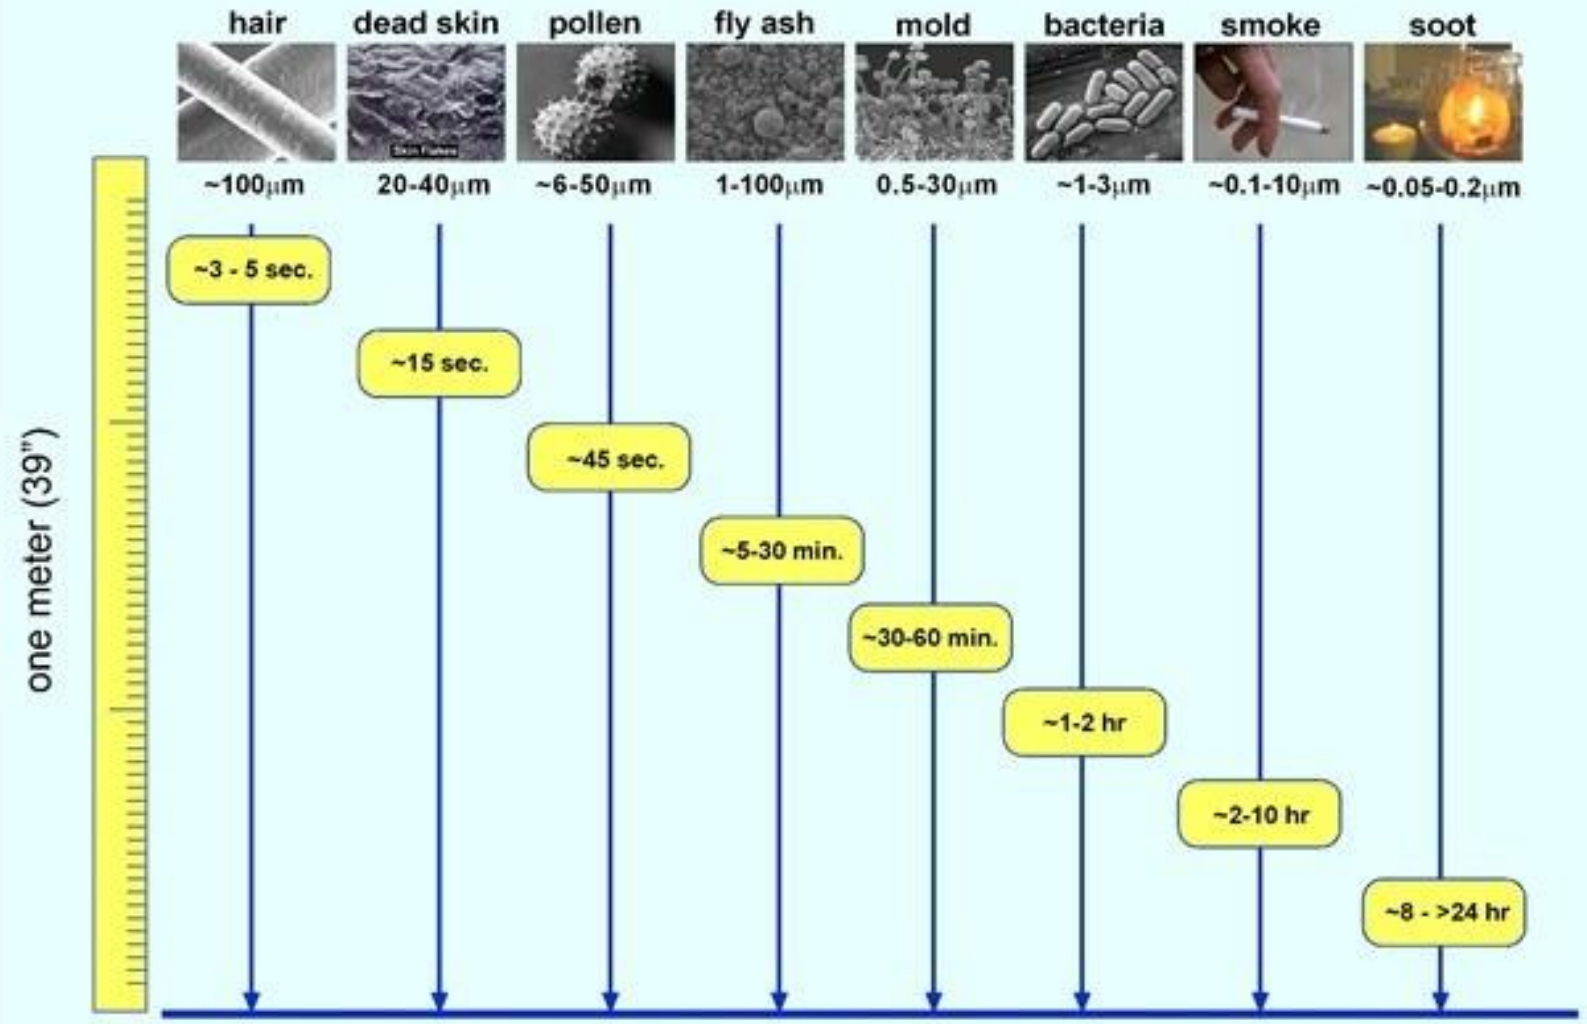 hair
dead skin
pollen
fly ash
mold
bacteria
smoke
soot
Skin Flakes
~100μm
20-40μm
~6-50μm
1-100μm
0.5-30μm
~1-3μm
~0.1-10μm
~0.05-0.2μm
~3 - 5 sec.
~15 sec.
~45 sec.
~5-30 min.
~30-60 min.
~1-2 hr
~2-10 hr
~8 - >24 hr
one meter (39")